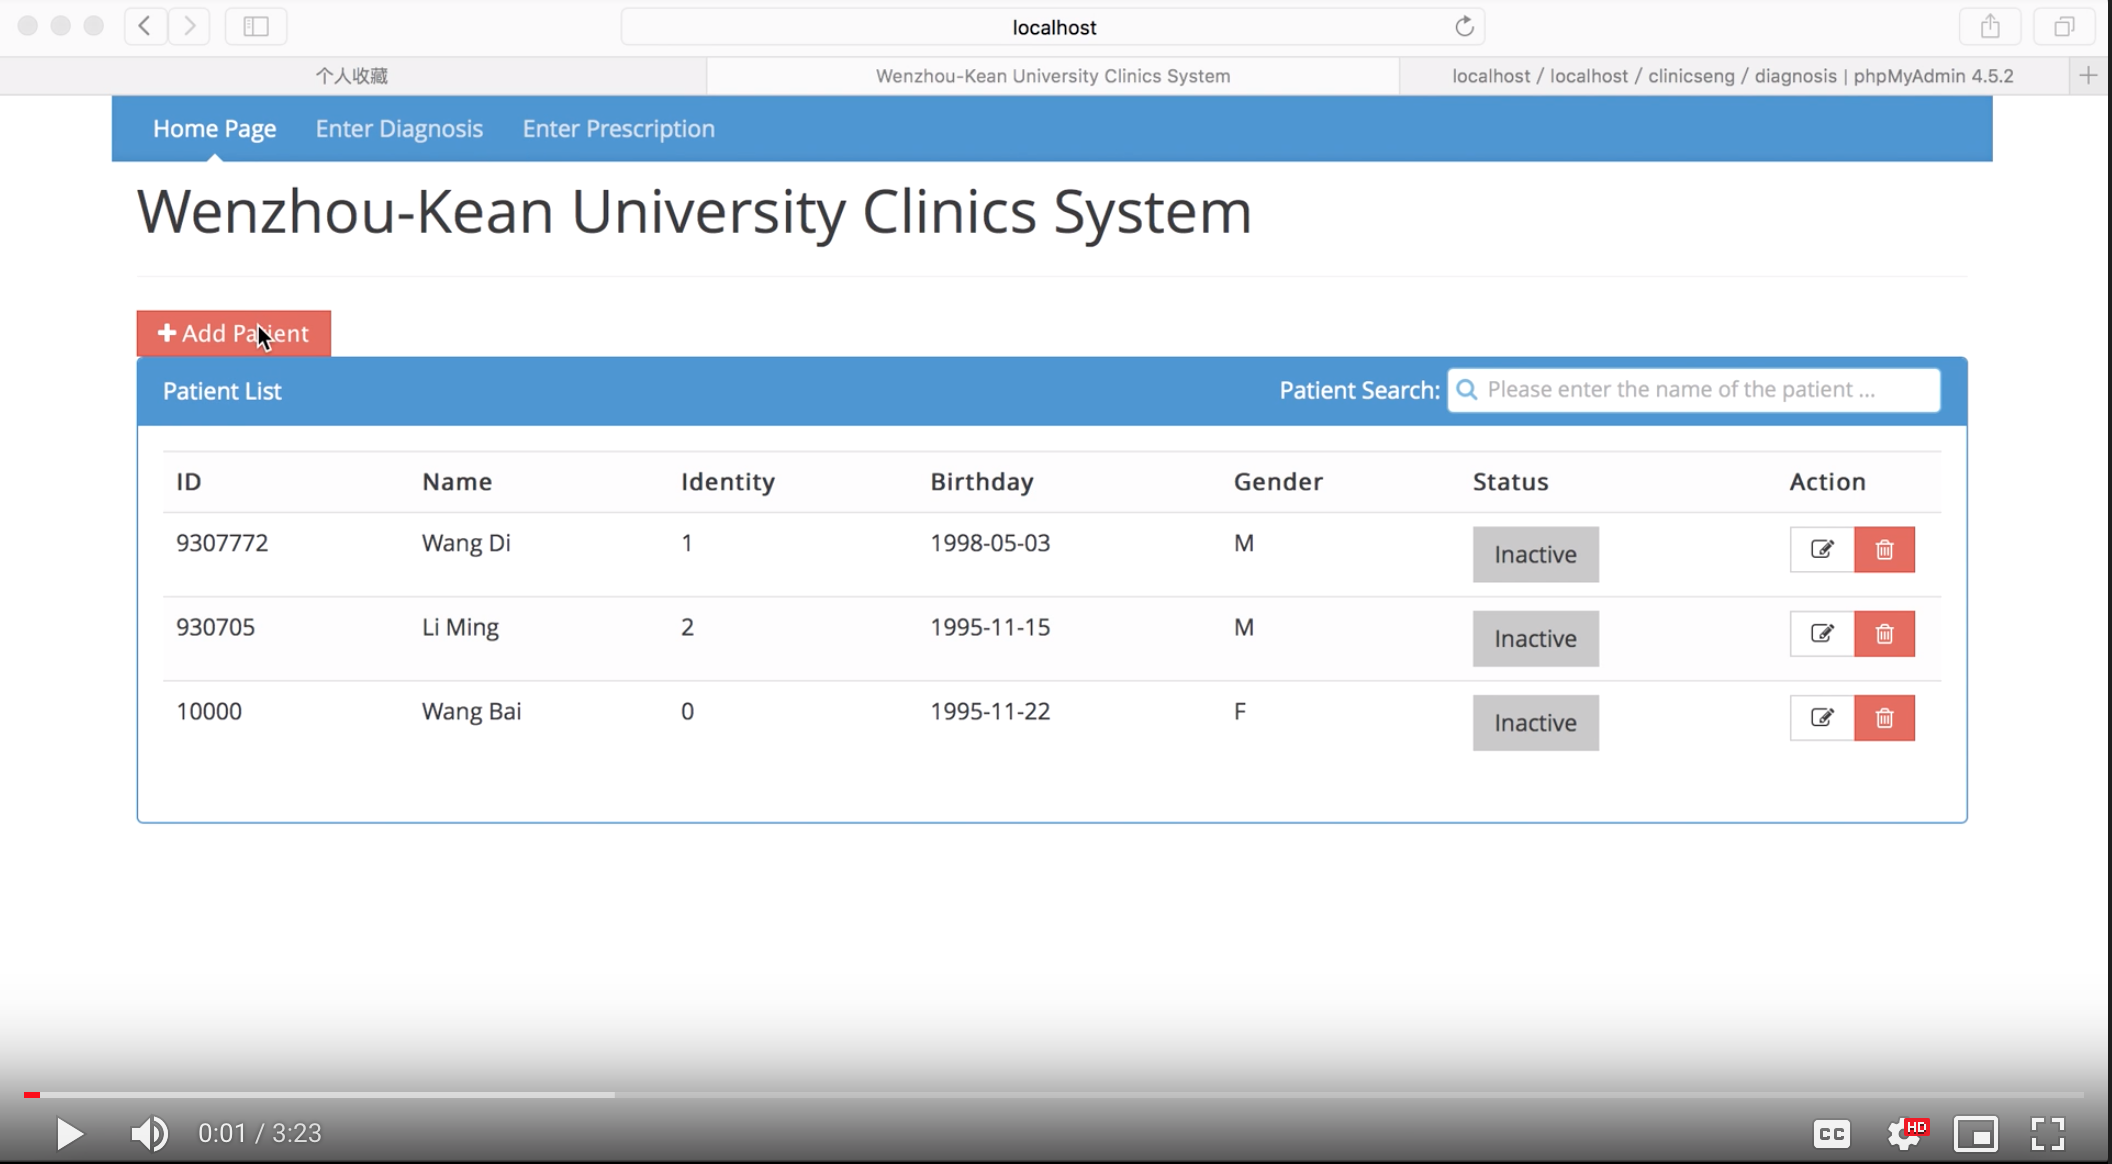 localhost
个人收藏 Wenzhou-Kean University Clinics System localhost / localhost / clinicseng / diagnosis | phpMyAdmin 4.5.2
Home Page Enter Diagnosis Enter Prescription
Wenzhou-Kean University Clinics System
Add Patient
Patient List Patient Search: Please enter the name of the patient ...
ID Name Identity Birthday Gender Status Action
9307772 Wang Di 1 1998-05-03 M Inactive
930705 Li Ming 2 1995-11-15 M Inactive
10000 Wang Bai 0 1995-11-22 F Inactive
0:01 / 3:23 CC HD